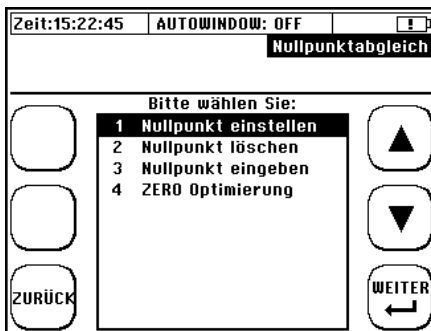 Zeit:15:22:45 AUTOWINDOW: OFF !
Nullpunktabgleich
Bitte wählen Sie:
1 Nullpunkt einstellen
2 Nullpunkt löschen
3 Nullpunkt eingeben
4 ZERO Optimierung
ZURÜCK
WEITER